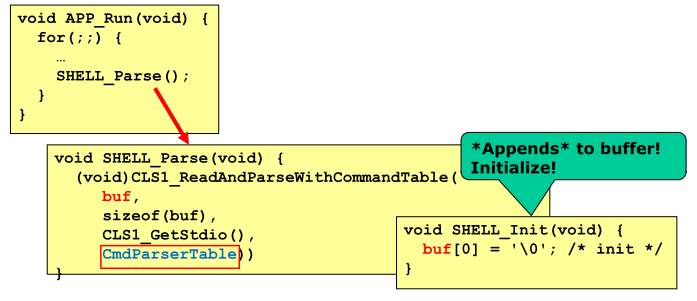 void APP_Run(void) {
for(;;) {
…
SHELL_Parse();
}
}
void SHELL_Parse(void) {
(void)CLS1_ReadAndParseWithCommandTable(
buf,
sizeof(buf),
CLS1_GetStdio(),
CmdParserTable))
}
*Appends* to buffer!
Initialize!
void SHELL_Init(void) {
buf[0] = '\0'; /* init */
}